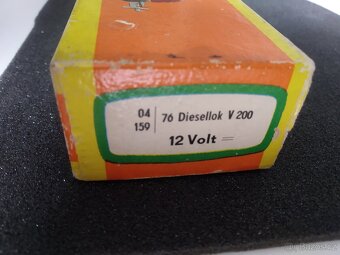 04
159
76 Diesellok V 200
12 Volt =